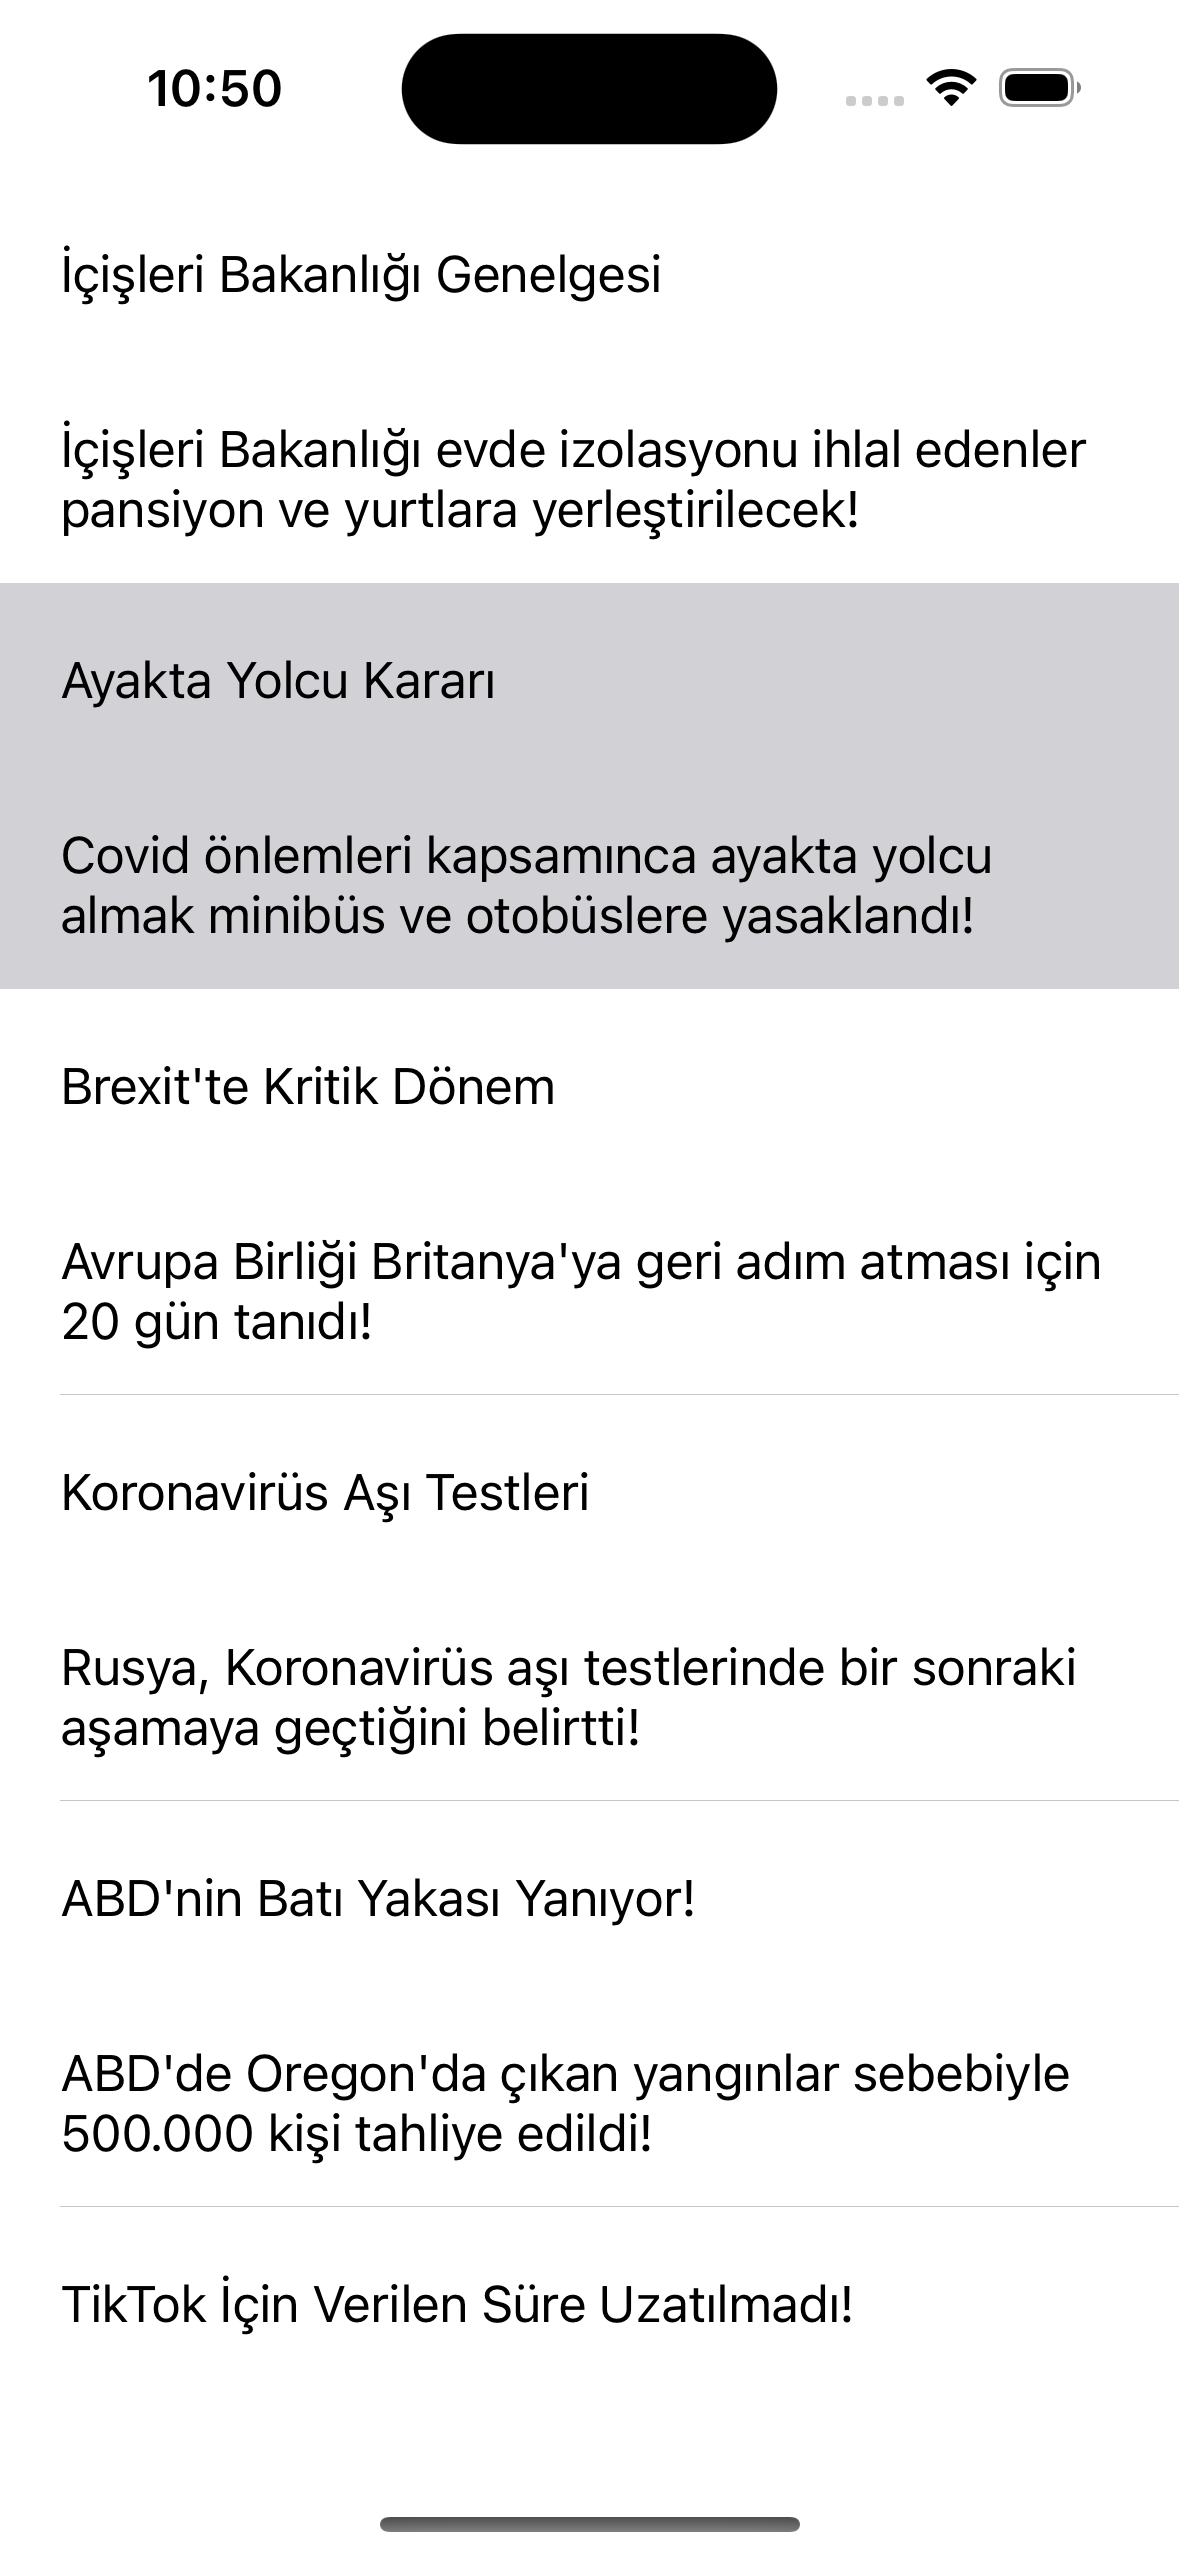 10:50
İçişleri Bakanlığı Genelgesi
İçişleri Bakanlığı evde izolasyonu ihlal edenler
pansiyon ve yurtlara yerleştirilecek!
Ayakta Yolcu Kararı
Covid önlemleri kapsamınca ayakta yolcu
almak minibüs ve otobüslere yasaklandı!
Brexit'te Kritik Dönem
Avrupa Birliği Britanya'ya geri adım atması için
20 gün tanıdı!
Koronavirüs Aşı Testleri
Rusya, Koronavirüs aşı testlerinde bir sonraki
aşamaya geçtiğini belirtti!
ABD'nin Batı Yakası Yanıyor!
ABD'de Oregon'da çıkan yangınlar sebebiyle
500.000 kişi tahliye edildi!
TikTok İçin Verilen Süre Uzatılmadı!